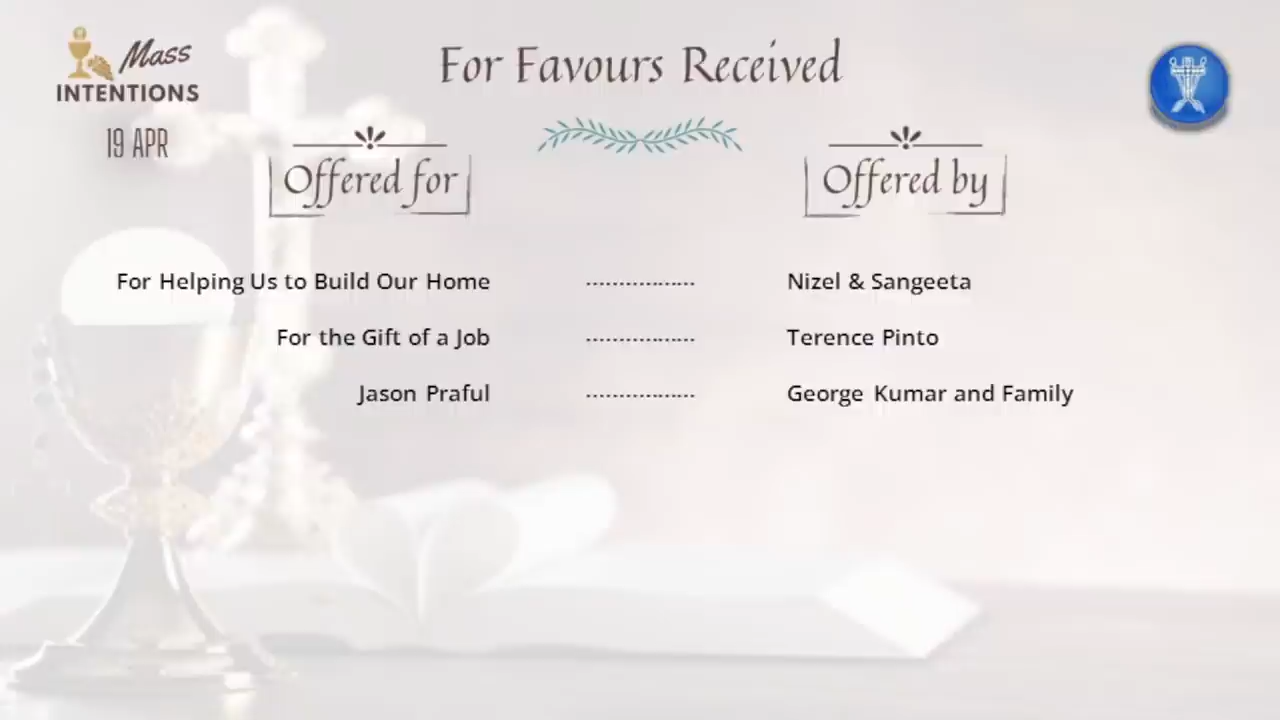 Mass
INTENTIONS
19 APR
For Favours Received
Offered for
Offered by
For Helping Us to Build Our Home ................. Nizel & Sangeeta
For the Gift of a Job ................. Terence Pinto
Jason Praful ................. George Kumar and Family